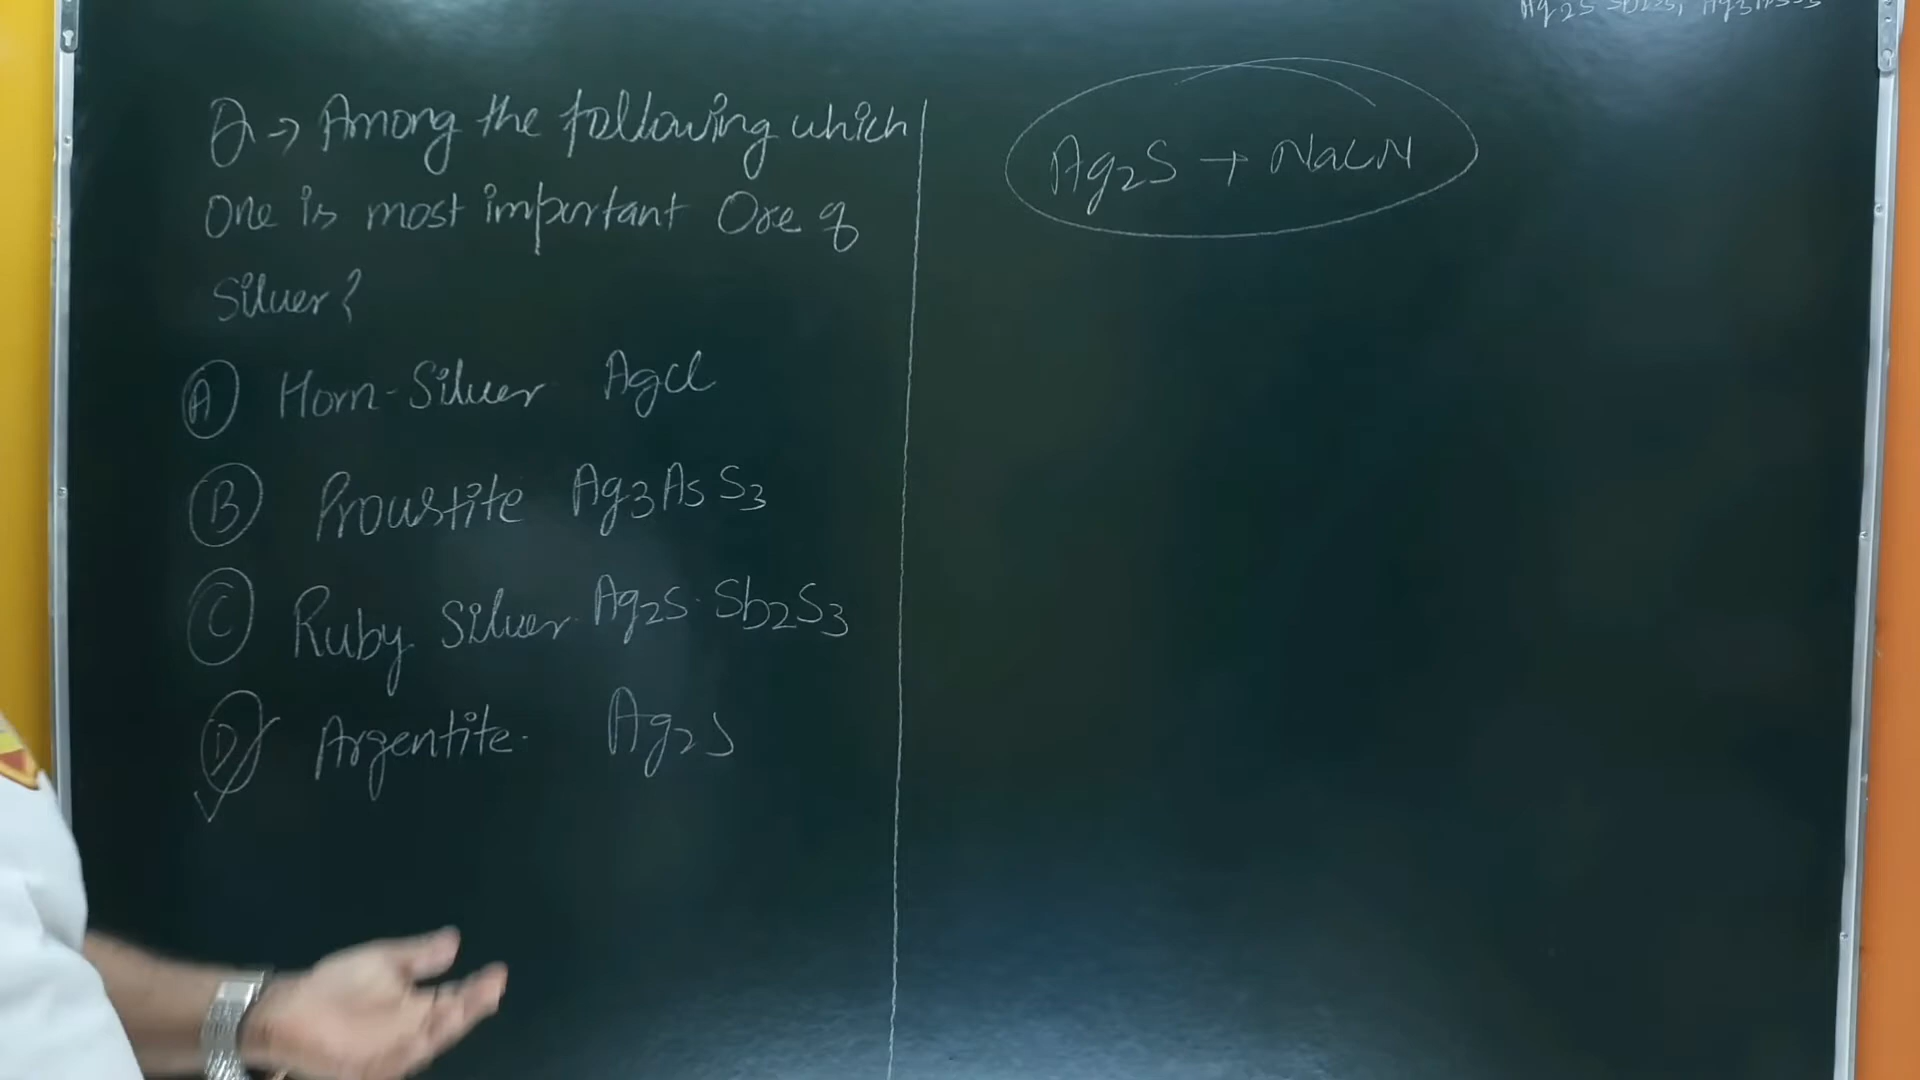 Q → Among the following which
One is most important Ore of
Silver?
A Horn-Silver AgCl
B Proustite Ag3AsS3
C Ruby Silver Ag2S·Sb2S3
D Argentite Ag2S
Ag2S + NaCN